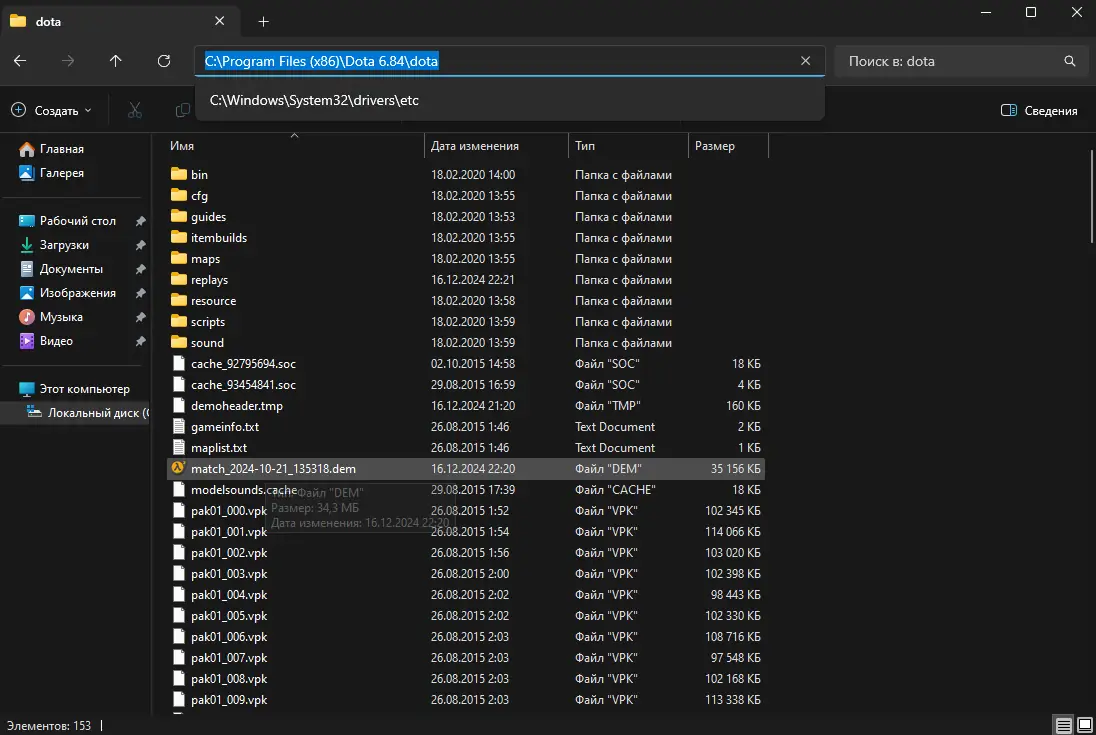 dota
C:\Program Files (x86)\Dota 6.84\dota
Поиск в: dota
C:\Windows\System32\drivers\etc
Создать
Сведения
Имя Дата изменения Тип Размер
Главная
Галерея
Рабочий стол
Загрузки
Документы
Изображения
Музыка
Видео
Этот компьютер
Локальный диск (
bin 18.02.2020 14:00 Папка с файлами
cfg 18.02.2020 13:55 Папка с файлами
guides 18.02.2020 13:53 Папка с файлами
itembuilds 18.02.2020 13:55 Папка с файлами
maps 18.02.2020 13:55 Папка с файлами
replays 16.12.2024 22:21 Папка с файлами
resource 18.02.2020 13:58 Папка с файлами
scripts 18.02.2020 13:59 Папка с файлами
sound 18.02.2020 13:59 Папка с файлами
cache_92795694.soc 02.10.2015 14:58 Файл "SOC" 18 КБ
cache_93454841.soc 29.08.2015 16:59 Файл "SOC" 4 КБ
demoheader.tmp 16.12.2024 21:20 Файл "TMP" 160 КБ
gameinfo.txt 26.08.2015 1:46 Text Document 2 КБ
maplist.txt 26.08.2015 1:46 Text Document 1 КБ
match_2024-10-21_135318.dem 16.12.2024 22:20 Файл "DEM" 35 156 КБ
modelsounds.cache 29.08.2015 17:39 Файл "CACHE" 18 КБ
Тип: Файл "DEM"
Размер: 34,3 МБ
Дата изменения: 16.12.2024 22:20
pak01_000.vpk 26.08.2015 1:52 Файл "VPK" 102 345 КБ
pak01_001.vpk 26.08.2015 1:54 Файл "VPK" 114 066 КБ
pak01_002.vpk 26.08.2015 1:56 Файл "VPK" 103 020 КБ
pak01_003.vpk 26.08.2015 2:00 Файл "VPK" 102 398 КБ
pak01_004.vpk 26.08.2015 2:02 Файл "VPK" 98 443 КБ
pak01_005.vpk 26.08.2015 2:02 Файл "VPK" 102 330 КБ
pak01_006.vpk 26.08.2015 2:03 Файл "VPK" 108 716 КБ
pak01_007.vpk 26.08.2015 2:03 Файл "VPK" 97 548 КБ
pak01_008.vpk 26.08.2015 2:03 Файл "VPK" 102 168 КБ
pak01_009.vpk 26.08.2015 2:03 Файл "VPK" 113 338 КБ
Элементов: 153